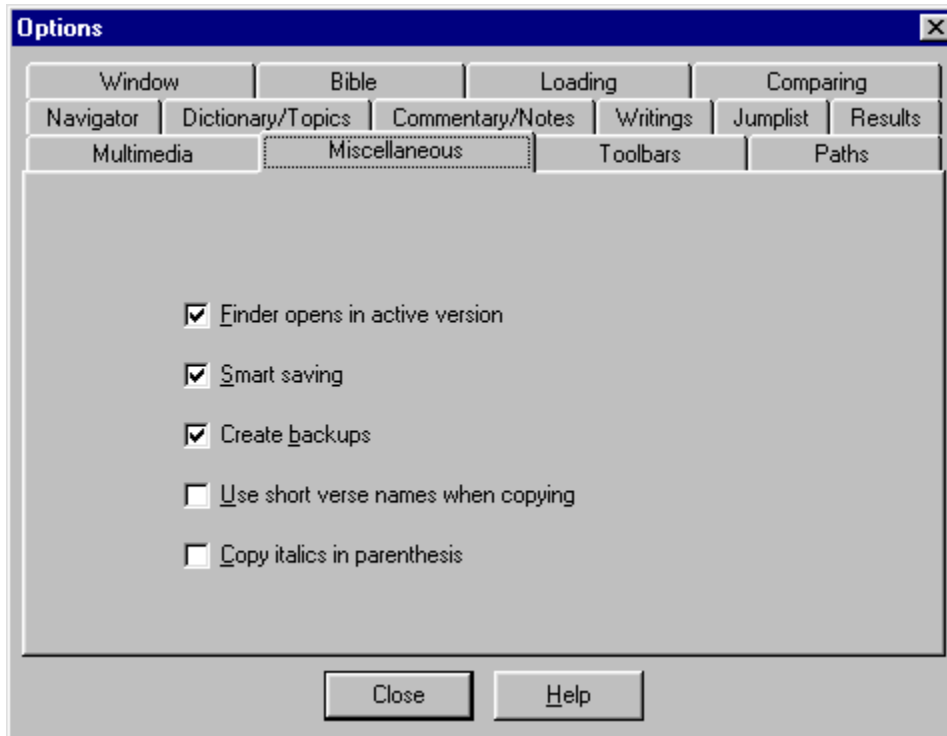 Options
Window Bible Loading Comparing
Navigator Dictionary/Topics Commentary/Notes Writings Jumplist Results
Multimedia Miscellaneous Toolbars Paths
Finder opens in active version
Smart saving
Create backups
Use short verse names when copying
Copy italics in parenthesis
Close Help